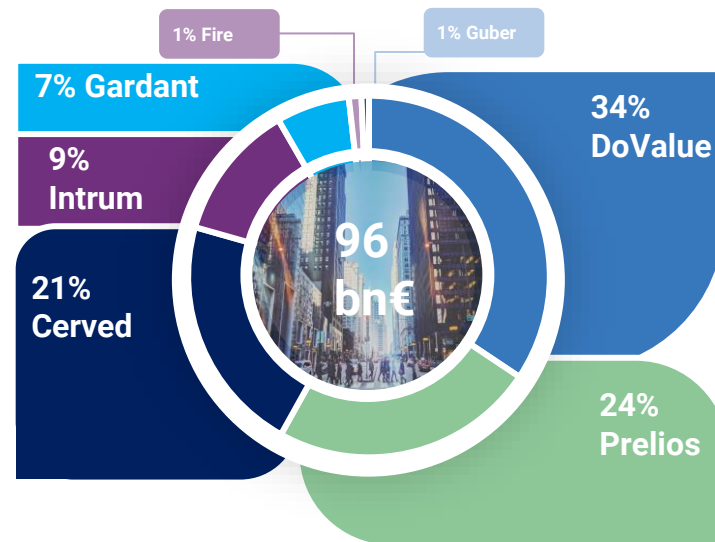 1% Fire
1% Guber
7% Gardant
34%
DoValue
9%
Intrum
96
bn€
21%
Cerved
24%
Prelios